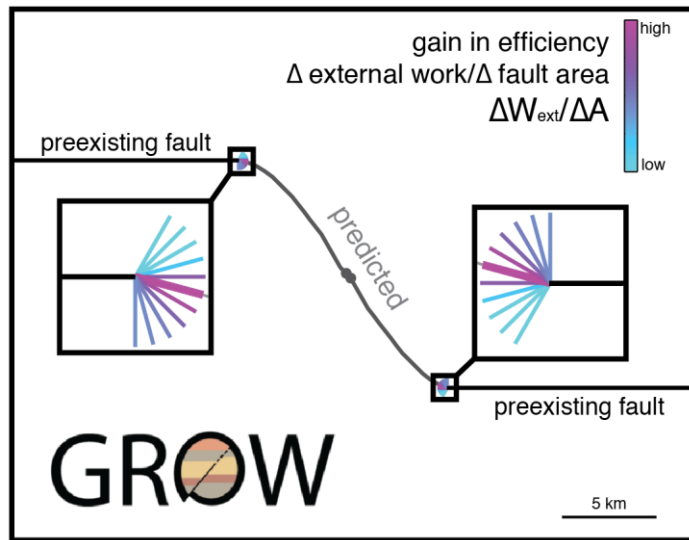 gain in efficiency
Δ external work/Δ fault area
ΔWext/ΔA
high
low
preexisting fault
predicted
preexisting fault
GROW
5 km